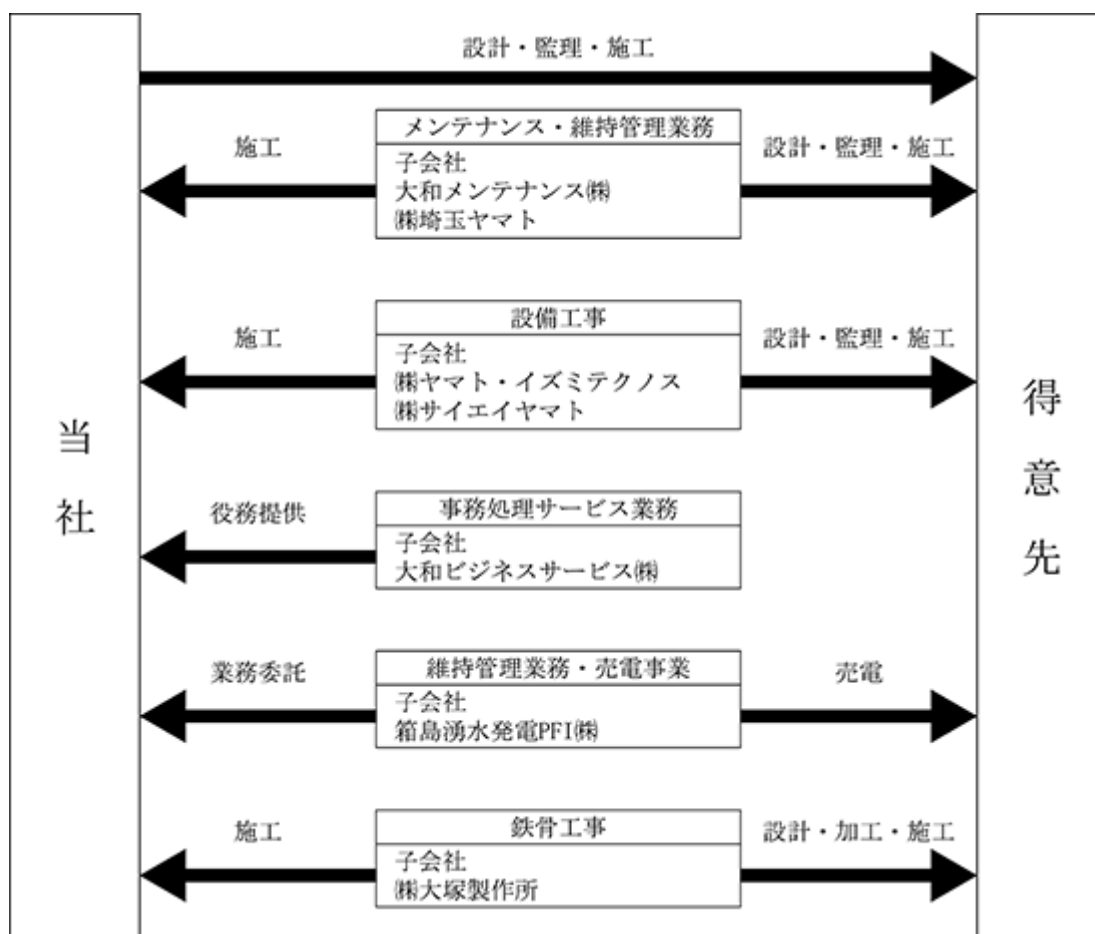 設計・監理・施工
メンテナンス・維持管理業務
施工
設計・監理・施工
子会社
大和メンテナンス㈱
㈱埼玉ヤマト
設備工事
施工
設計・監理・施工
子会社
㈱ヤマト・イズミテクノス
㈱サイエイヤマト
当社
得意先
事務処理サービス業務
役務提供
子会社
大和ビジネスサービス㈱
業務委託
維持管理業務・売電事業
売電
子会社
箱島湧水発電PFI㈱
鉄骨工事
施工
設計・加工・施工
子会社
㈱大塚製作所